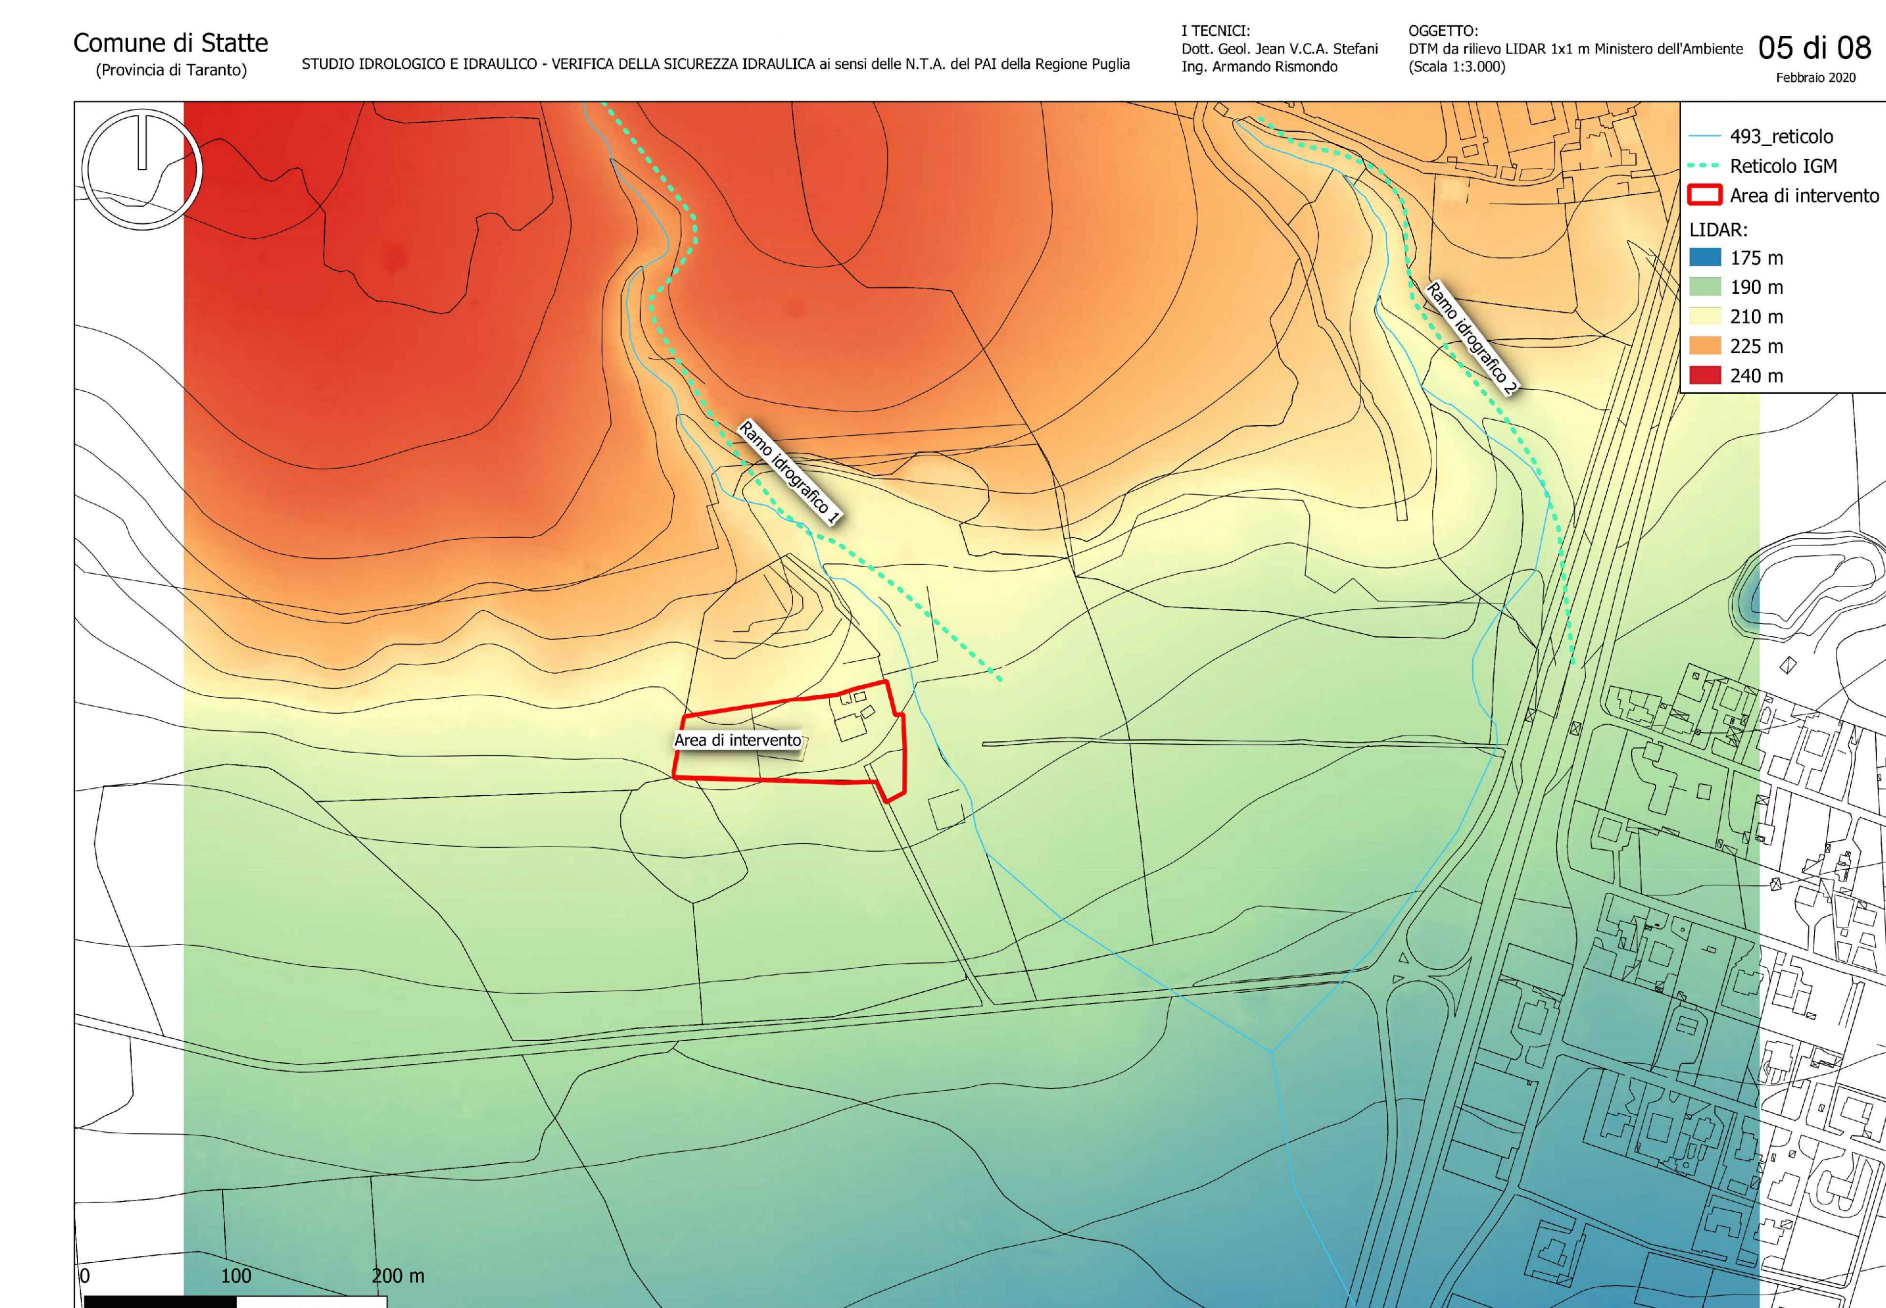 Comune di Statte
(Provincia di Taranto)
STUDIO IDROLOGICO E IDRAULICO - VERIFICA DELLA SICUREZZA IDRAULICA ai sensi delle N.T.A. del PAI della Regione Puglia
I TECNICI:
Dott. Geol. Jean V.C.A. Stefani
Ing. Armando Rismondo
OGGETTO:
DTM da rilievo LIDAR 1x1 m Ministero dell'Ambiente
(Scala 1:3.000)
05 di 08
Febbraio 2020
493_reticolo
Reticolo IGM
Area di intervento
LIDAR:
175 m
190 m
210 m
225 m
240 m
Ramo idrografico 2
Ramo idrografico 1
Area di intervento
0 100 200 m